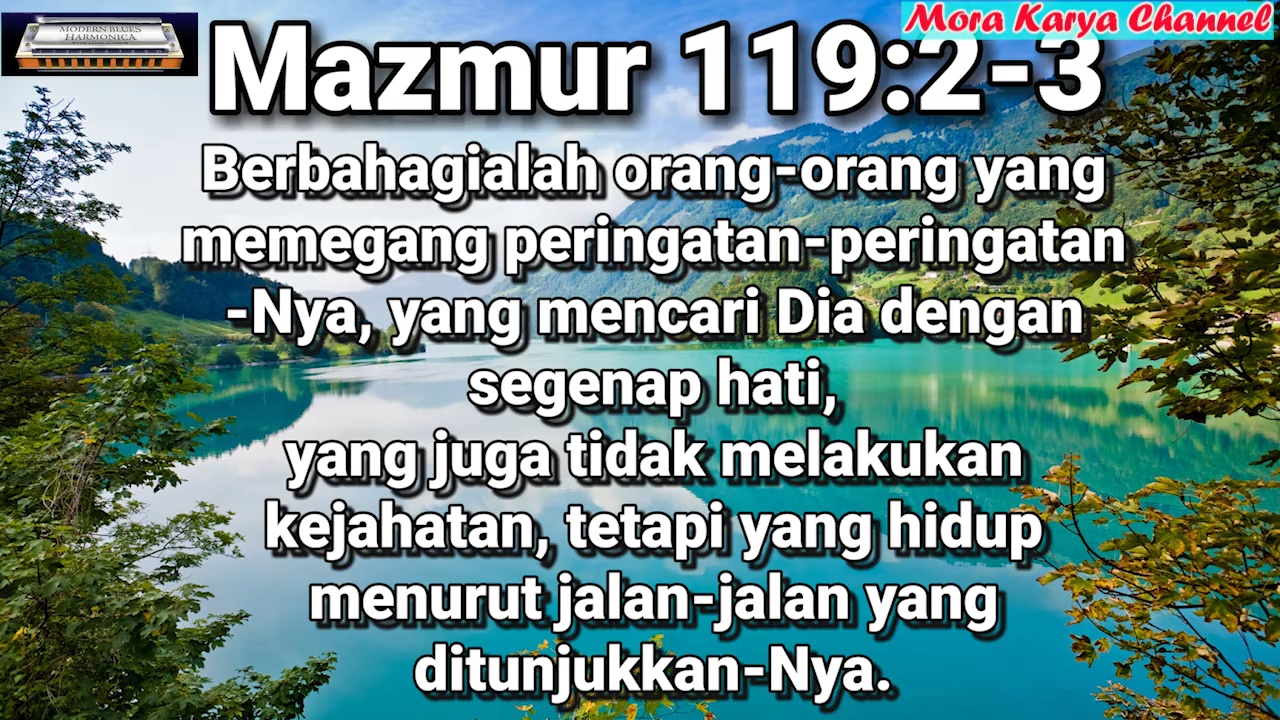 MODERN BLUES
HARMONICA
Mora Karya Channel
Mazmur 119:2-3
Berbahagialah orang-orang yang
memegang peringatan-peringatan
-Nya, yang mencari Dia dengan
segenap hati,
yang juga tidak melakukan
kejahatan, tetapi yang hidup
menurut jalan-jalan yang
ditunjukkan-Nya.